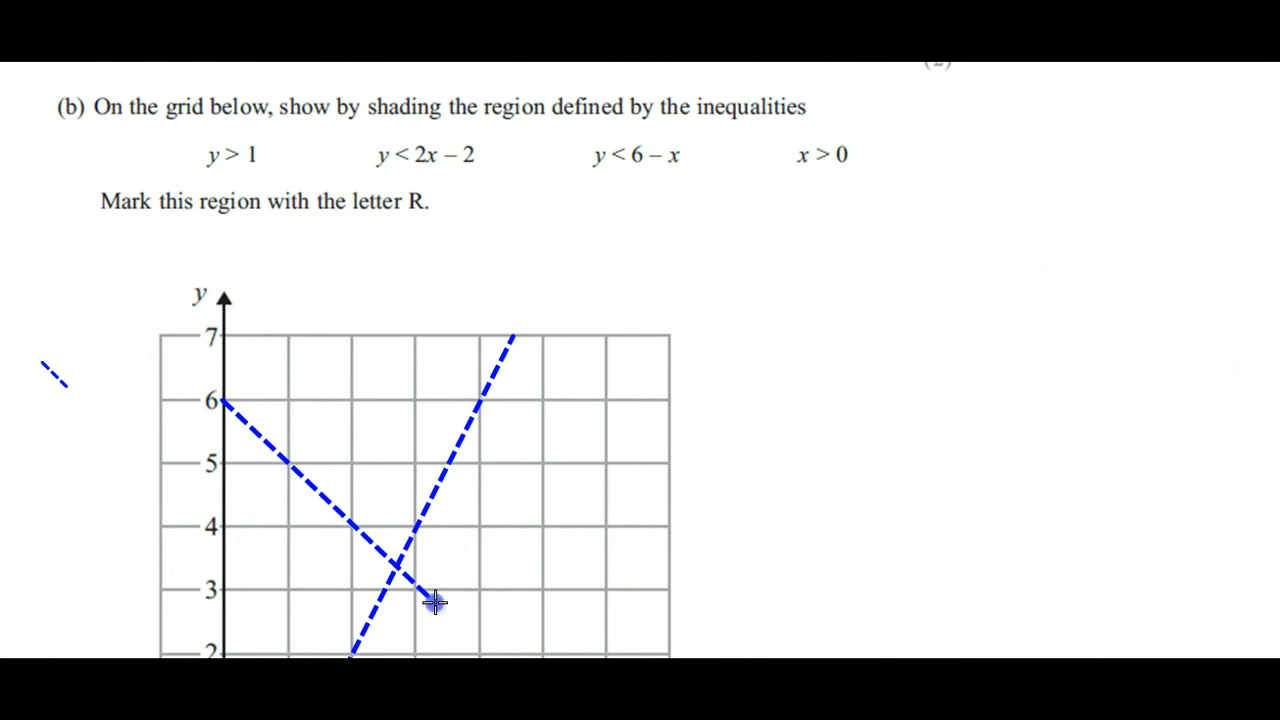 (b) On the grid below, show by shading the region defined by the inequalities
y > 1 y < 2x – 2 y < 6 – x x > 0
Mark this region with the letter R.
y
7
6
5
4
3
2